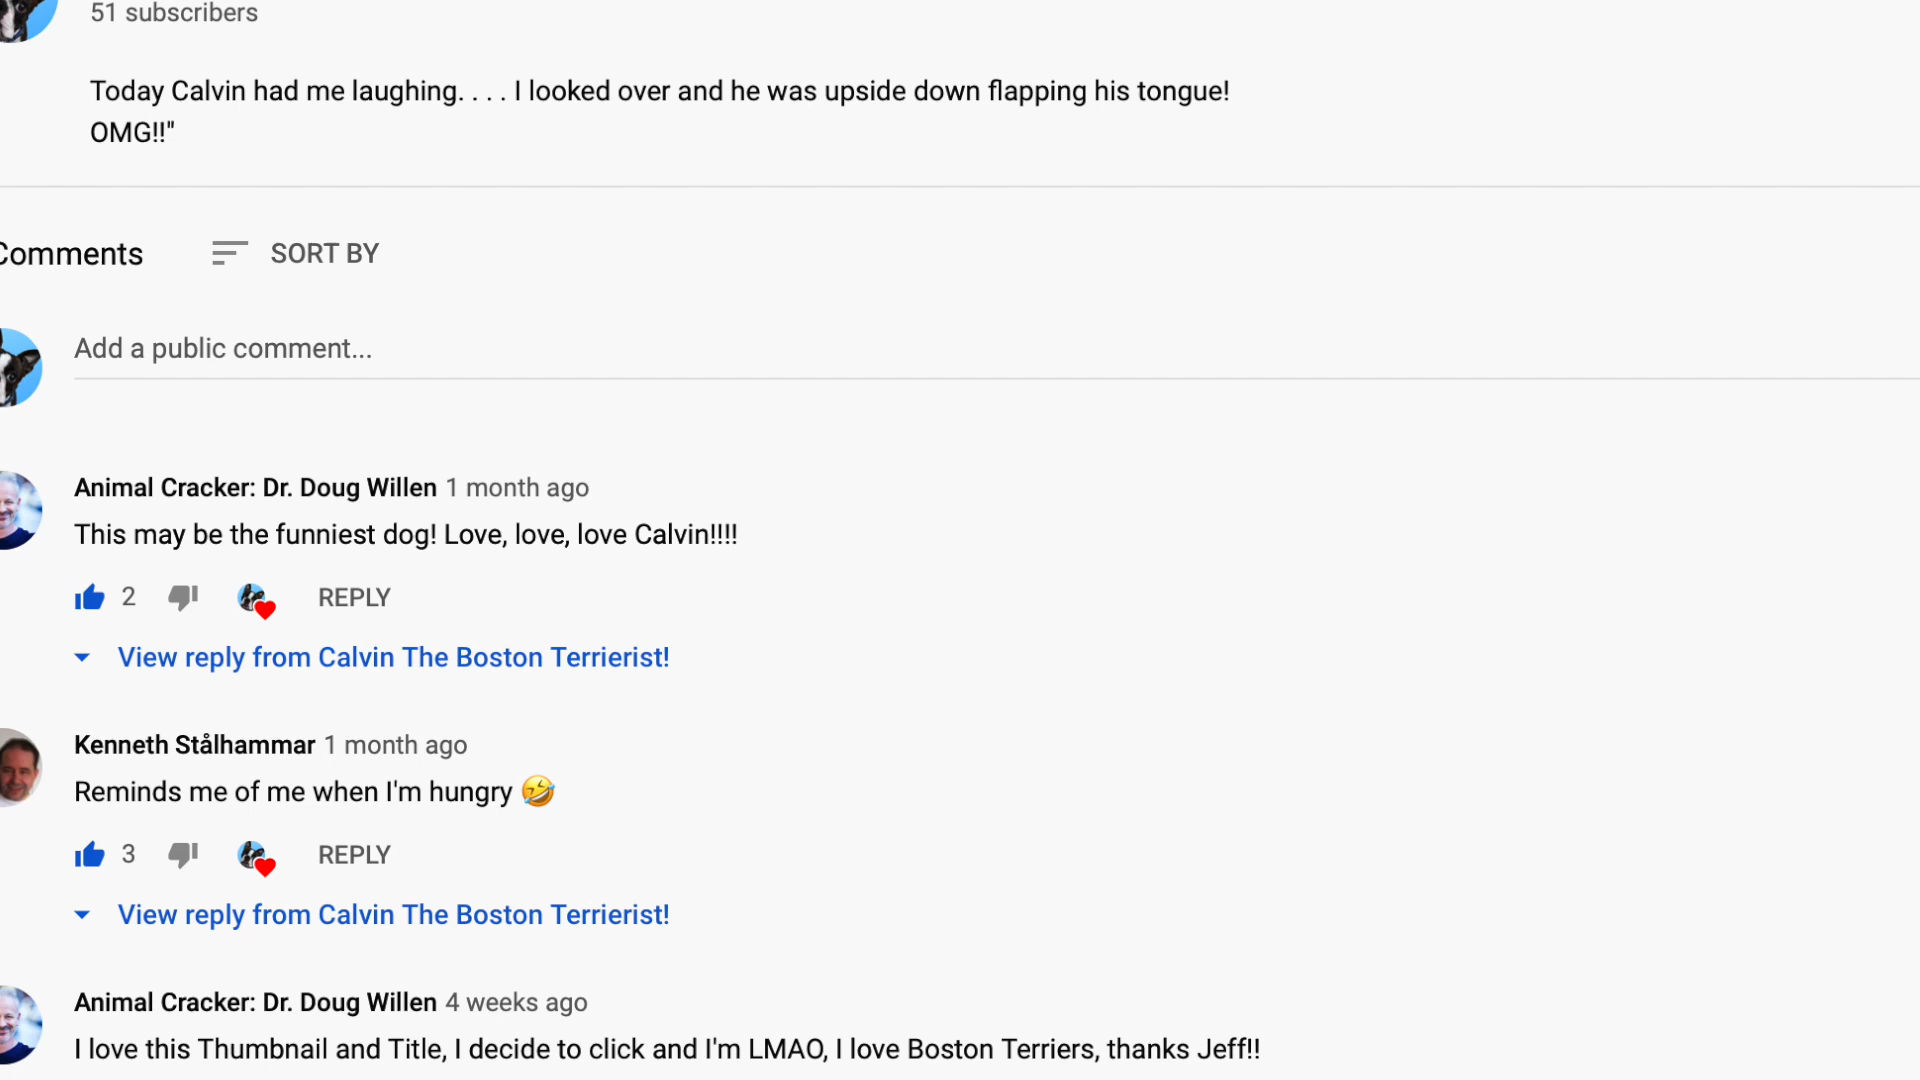 51 subscribers
Today Calvin had me laughing. . . . I looked over and he was upside down flapping his tongue!
OMG!!"
Comments
SORT BY
Add a public comment...
Animal Cracker: Dr. Doug Willen 1 month ago
This may be the funniest dog! Love, love, love Calvin!!!!
2
REPLY
View reply from Calvin The Boston Terrierist!
Kenneth Stålhammar 1 month ago
Reminds me of me when I'm hungry 🤣
3
REPLY
View reply from Calvin The Boston Terrierist!
Animal Cracker: Dr. Doug Willen 4 weeks ago
I love this Thumbnail and Title, I decide to click and I'm LMAO, I love Boston Terriers, thanks Jeff!!